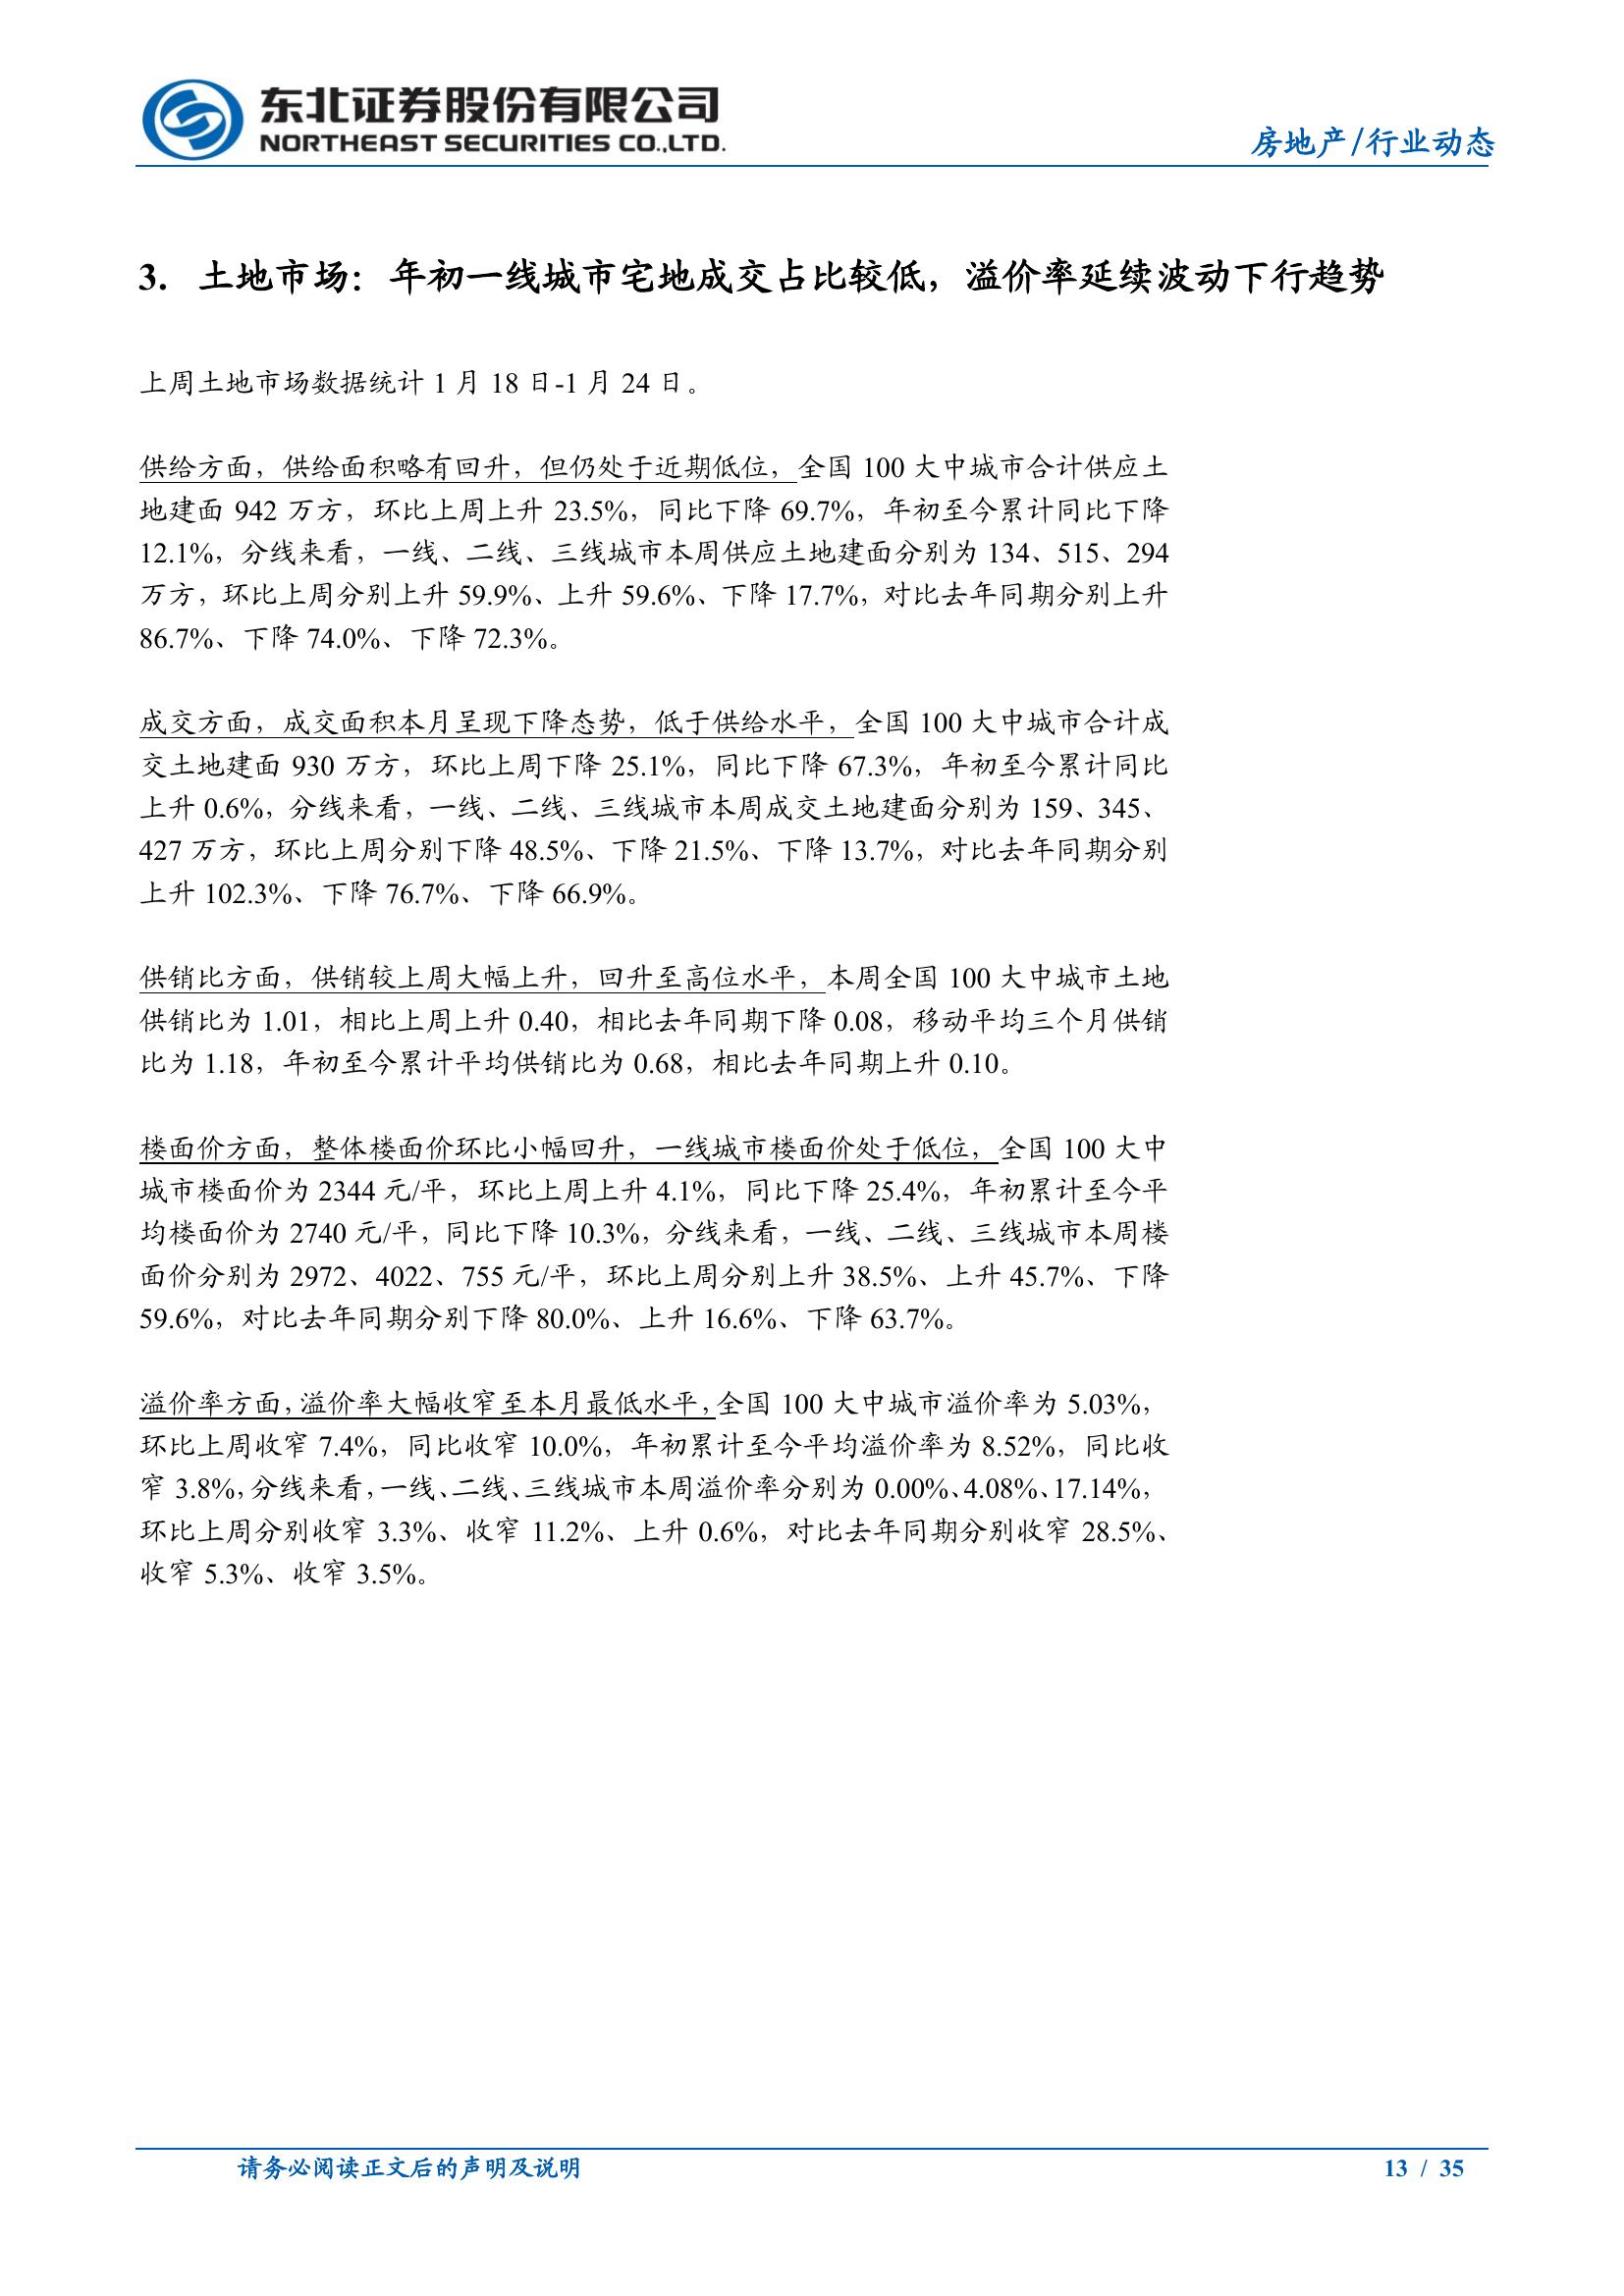 东北证券股份有限公司
NORTHEAST SECURITIES CO.,LTD.
房地产/行业动态
3. 土地市场：年初一线城市宅地成交占比较低，溢价率延续波动下行趋势
上周土地市场数据统计 1 月 18 日-1 月 24 日。
供给方面，供给面积略有回升，但仍处于近期低位，全国 100 大中城市合计供应土
地建面 942 万方，环比上周上升 23.5%，同比下降 69.7%，年初至今累计同比下降
12.1%，分线来看，一线、二线、三线城市本周供应土地建面分别为 134、515、294
万方，环比上周分别上升 59.9%、上升 59.6%、下降 17.7%，对比去年同期分别上升
86.7%、下降 74.0%、下降 72.3%。
成交方面，成交面积本月呈现下降态势，低于供给水平，全国 100 大中城市合计成
交土地建面 930 万方，环比上周下降 25.1%，同比下降 67.3%，年初至今累计同比
上升 0.6%，分线来看，一线、二线、三线城市本周成交土地建面分别为 159、345、
427 万方，环比上周分别下降 48.5%、下降 21.5%、下降 13.7%，对比去年同期分别
上升 102.3%、下降 76.7%、下降 66.9%。
供销比方面，供销较上周大幅上升，回升至高位水平，本周全国 100 大中城市土地
供销比为 1.01，相比上周上升 0.40，相比去年同期下降 0.08，移动平均三个月供销
比为 1.18，年初至今累计平均供销比为 0.68，相比去年同期上升 0.10。
楼面价方面，整体楼面价环比小幅回升，一线城市楼面价处于低位，全国 100 大中
城市楼面价为 2344 元/平，环比上周上升 4.1%，同比下降 25.4%，年初累计至今平
均楼面价为 2740 元/平，同比下降 10.3%，分线来看，一线、二线、三线城市本周楼
面价分别为 2972、4022、755 元/平，环比上周分别上升 38.5%、上升 45.7%、下降
59.6%，对比去年同期分别下降 80.0%、上升 16.6%、下降 63.7%。
溢价率方面，溢价率大幅收窄至本月最低水平，全国 100 大中城市溢价率为 5.03%，
环比上周收窄 7.4%，同比收窄 10.0%，年初累计至今平均溢价率为 8.52%，同比收
窄 3.8%，分线来看，一线、二线、三线城市本周溢价率分别为 0.00%、4.08%、17.14%，
环比上周分别收窄 3.3%、收窄 11.2%、上升 0.6%，对比去年同期分别收窄 28.5%、
收窄 5.3%、收窄 3.5%。
请务必阅读正文后的声明及说明
13 / 35